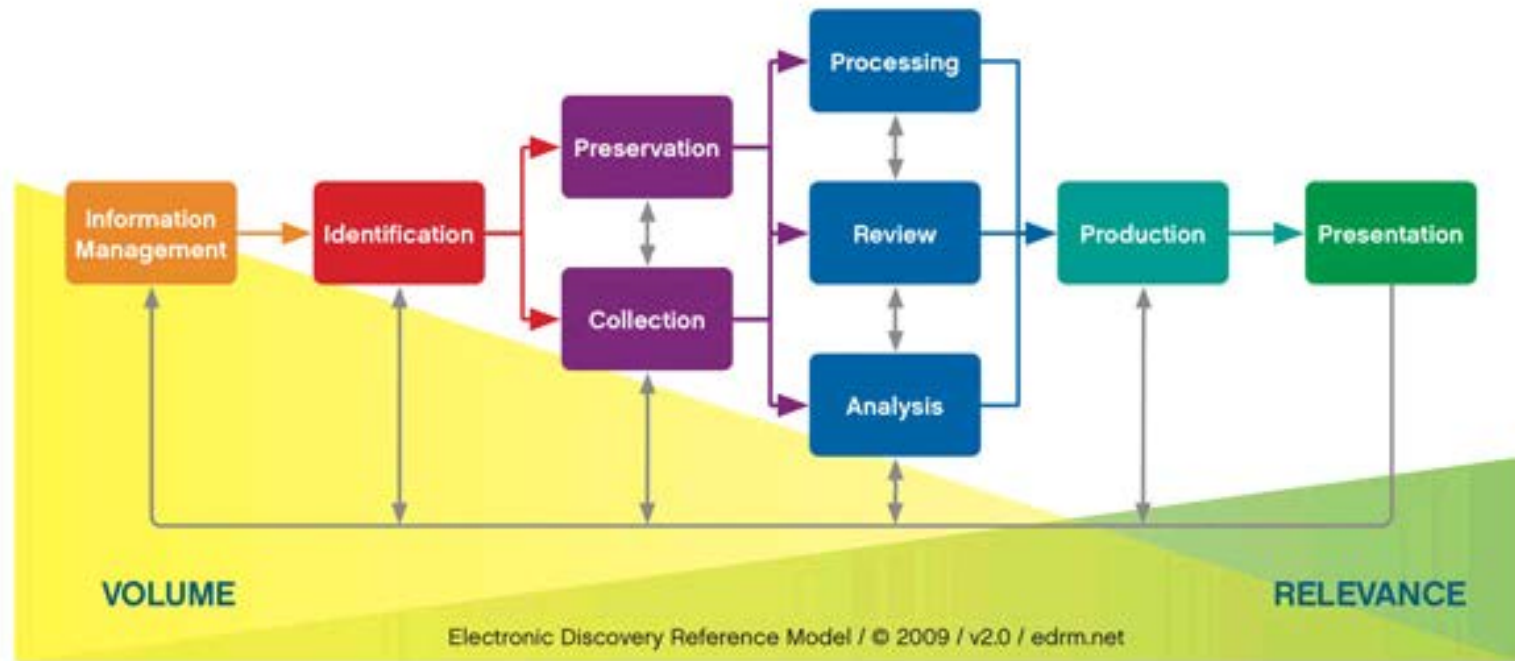 Processing
Preservation
Information
Management
Identification
Review
Production
Presentation
Collection
Analysis
VOLUME
RELEVANCE
Electronic Discovery Reference Model / © 2009 / v2.0 / edrm.net